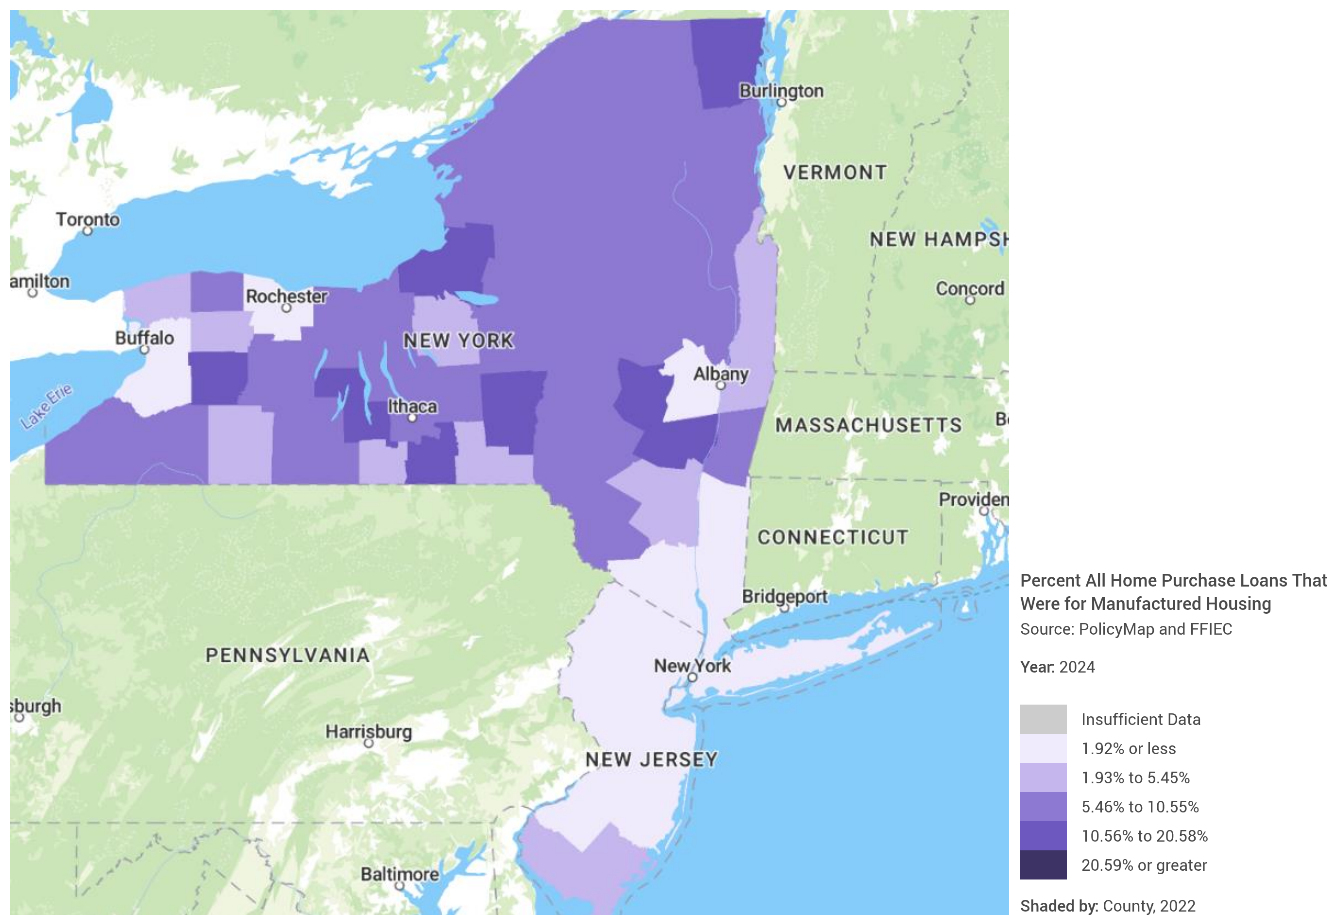 Burlington
VERMONT
Toronto
NEW HAMPSH
amilton
Rochester
Concord
Buffalo
NEW YORK
Albany
Lake Erie
Ithaca
MASSACHUSETTS
B
Providen
CONNECTICUT
Bridgeport
PENNSYLVANIA
New York
sburgh
Harrisburg
NEW JERSEY
Baltimore
Percent All Home Purchase Loans That
Were for Manufactured Housing
Source: PolicyMap and FFIEC
Year: 2024
Insufficient Data
1.92% or less
1.93% to 5.45%
5.46% to 10.55%
10.56% to 20.58%
20.59% or greater
Shaded by: County, 2022